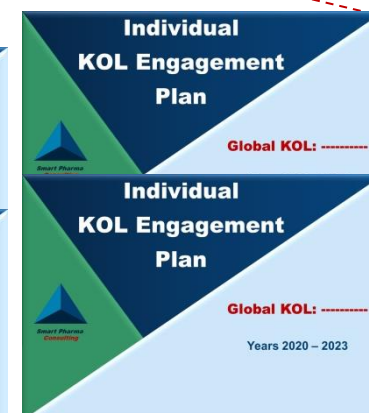 Individual
KOL Engagement
Plan
Global KOL: ----------
Smart Pharma
Individual
KOL Engagement
Plan
Global KOL: ----------
Smart Pharma
Consulting
Years 2020 – 2023